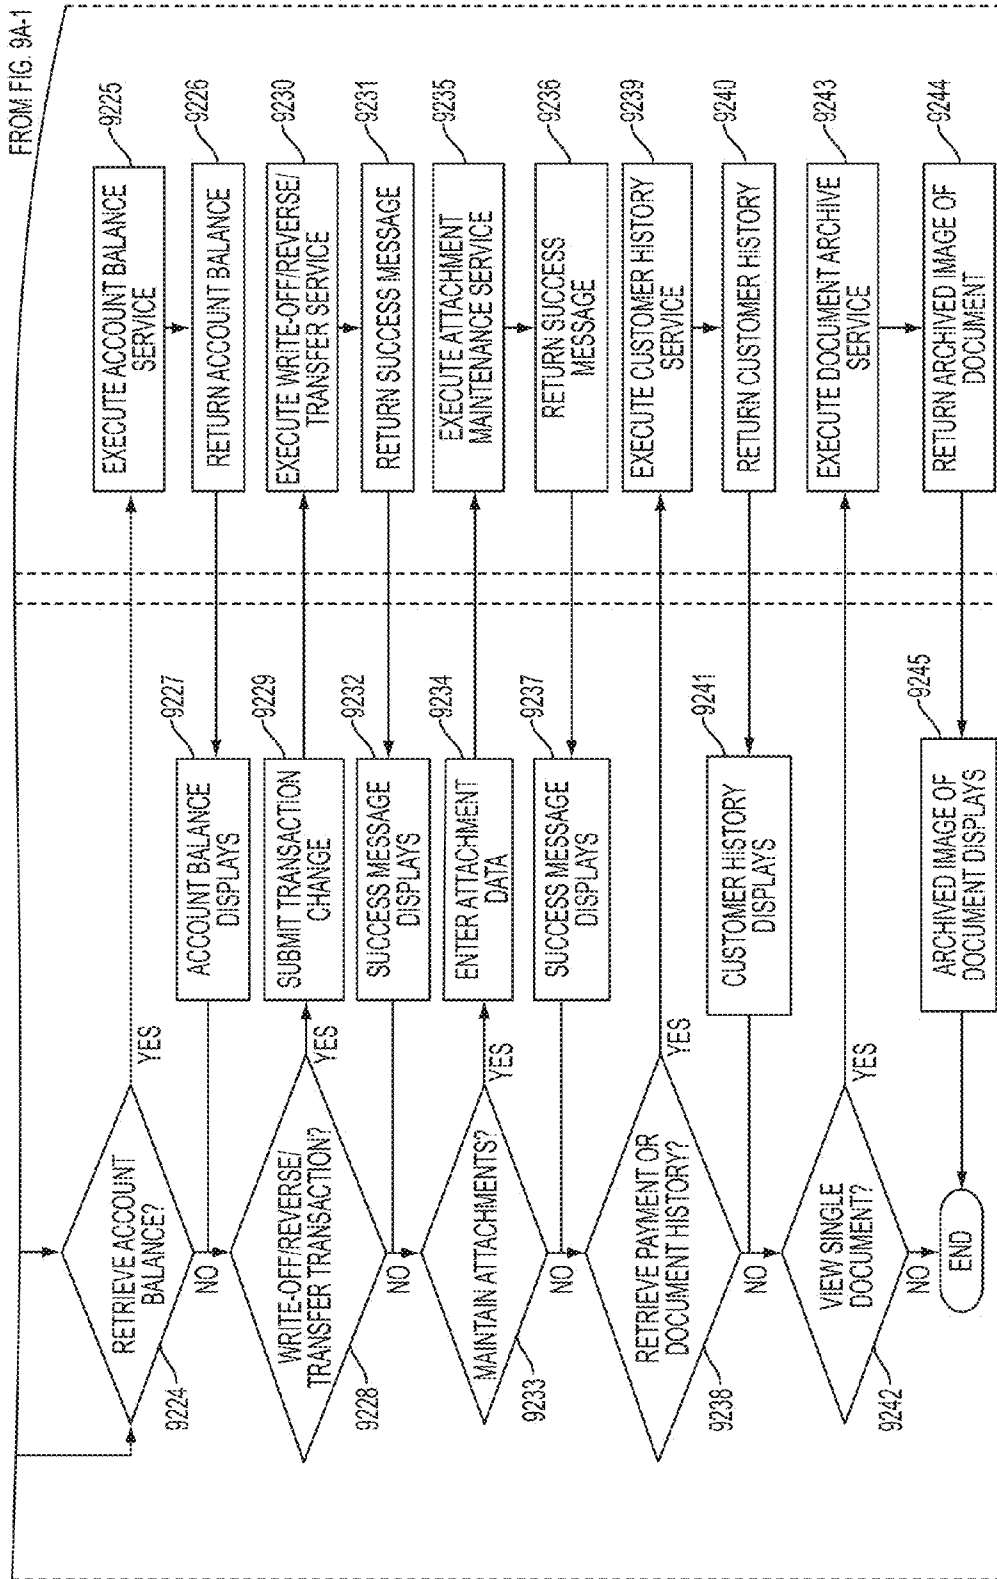 FROM FIG. 9A-1
RETRIEVE ACCOUNT
BALANCE?
9224
YES
NO
EXECUTE ACCOUNT BALANCE
SERVICE
9225
RETURN ACCOUNT BALANCE
9226
ACCOUNT BALANCE
DISPLAYS
9227
WRITE-OFF/REVERSE/
TRANSFER TRANSACTION?
9228
YES
NO
SUBMIT TRANSACTION
CHANGE
9229
EXECUTE WRITE-OFF/REVERSE/
TRANSFER SERVICE
9230
RETURN SUCCESS MESSAGE
9231
SUCCESS MESSAGE
DISPLAYS
9232
MAINTAIN ATTACHMENTS?
9233
YES
NO
ENTER ATTACHMENT
DATA
9234
EXECUTE ATTACHMENT
MAINTENANCE SERVICE
9235
RETURN SUCCESS
MESSAGE
9236
SUCCESS MESSAGE
DISPLAYS
9237
RETRIEVE PAYMENT OR
DOCUMENT HISTORY?
9238
YES
NO
EXECUTE CUSTOMER HISTORY
SERVICE
9239
RETURN CUSTOMER HISTORY
9240
CUSTOMER HISTORY
DISPLAYS
9241
VIEW SINGLE
DOCUMENT?
9242
YES
NO
EXECUTE DOCUMENT ARCHIVE
SERVICE
9243
RETURN ARCHIVED IMAGE OF
DOCUMENT
9244
ARCHIVED IMAGE OF
DOCUMENT DISPLAYS
9245
END